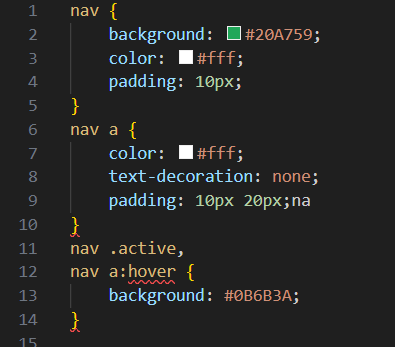 1 nav {
2 background: #20A759;
3 color: #fff;
4 padding: 10px;
5 }
6 nav a {
7 color: #fff;
8 text-decoration: none;
9 padding: 10px 20px;na
10 }
11 nav .active,
12 nav a:hover {
13 background: #0B6B3A;
14 }
15